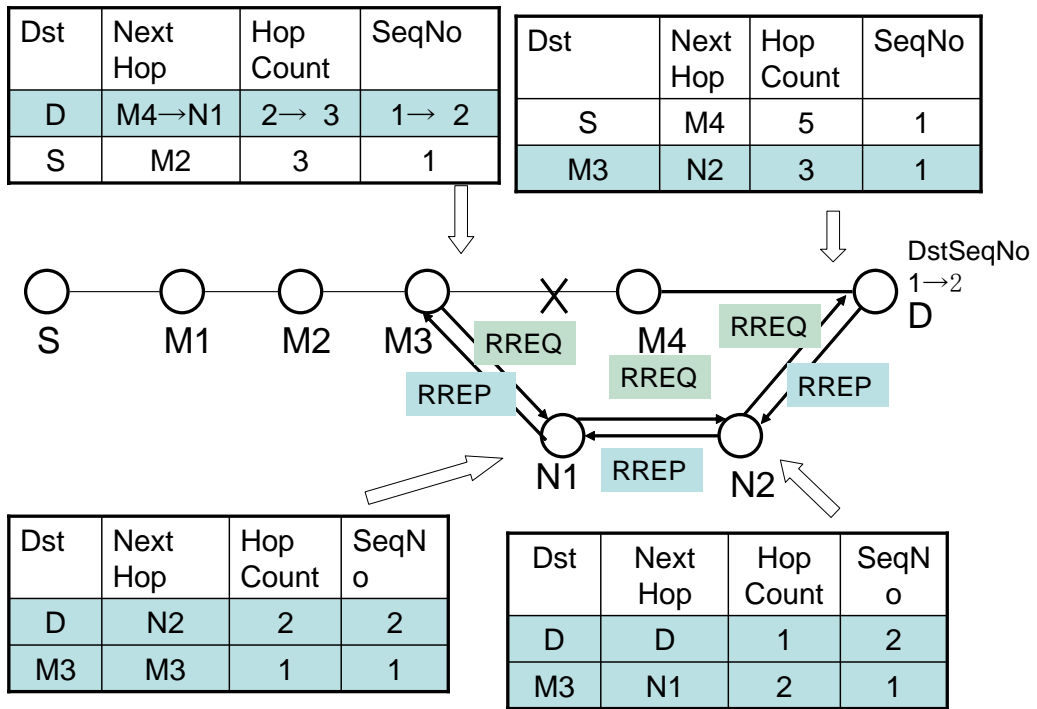 Dst Next Hop Hop Count SeqNo
D M4→N1 2→ 3 1→ 2
S M2 3 1
Dst Next Hop Hop Count SeqNo
S M4 5 1
M3 N2 3 1
DstSeqNo
1→2
D
S M1 M2 M3 M4
RREQ
RREQ
RREQ
RREP
RREP
RREP
N1 N2
Dst Next Hop Hop Count SeqN o
D N2 2 2
M3 M3 1 1
Dst Next Hop Hop Count SeqN o
D D 1 2
M3 N1 2 1